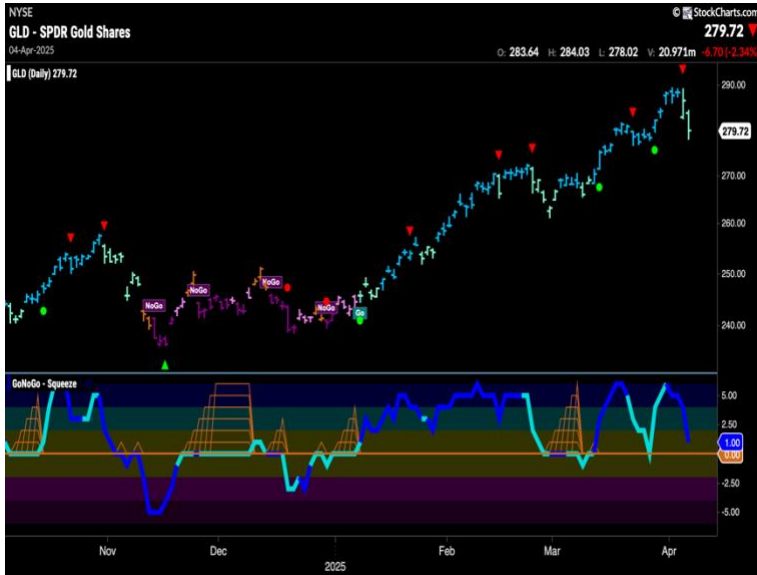 NYSE
© StockCharts.com
GLD - SPDR Gold Shares
279.72
04-Apr-2025
O: 283.64 H: 284.03 L: 278.02 V: 20.971m -6.70 (-2.34%)
GLD (Daily) 279.72
290.00
279.72
270.00
260.00
250.00
240.00
NoGo
NoGo
NoGo
NoGo
Go
GoNoGo - Squeeze
5.00
2.50
1.00
0.00
-2.50
-5.00
Nov Dec Feb Mar Apr
2025